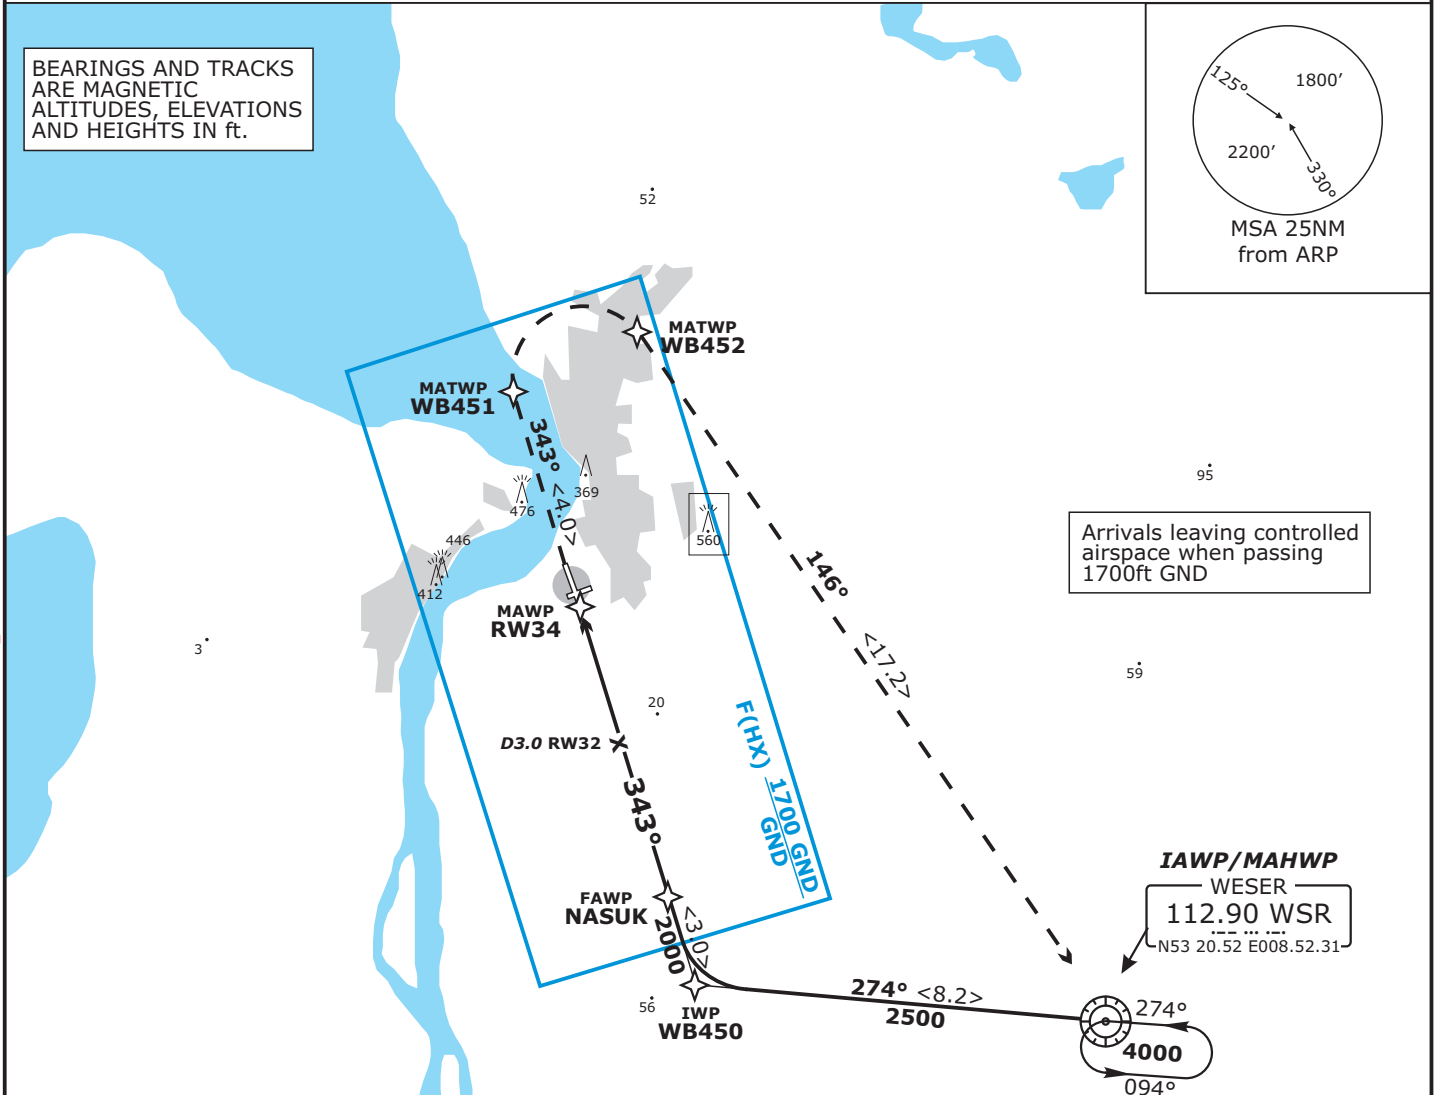 BEARINGS AND TRACKS
ARE MAGNETIC
ALTITUDES, ELEVATIONS
AND HEIGHTS IN ft.
125°
1800’
2200’
330°
MSA 25NM
from ARP
52
MATWP
WB452
MATWP
WB451
343° <4.0>
369
476
446
412
560
95
Arrivals leaving controlled
airspace when passing
1700ft GND
146°
<17.2>
MAWP
RW34
3
59
20
D3.0 RW32
343°
F(HX) 1700 GND
GND
FAWP
NASUK
2000
<3.0>
IAWP/MAHWP
WESER
112.90 WSR
N53 20.52 E008.52.31
56
IWP
WB450
274° <8.2>
2500
274°
4000
094°